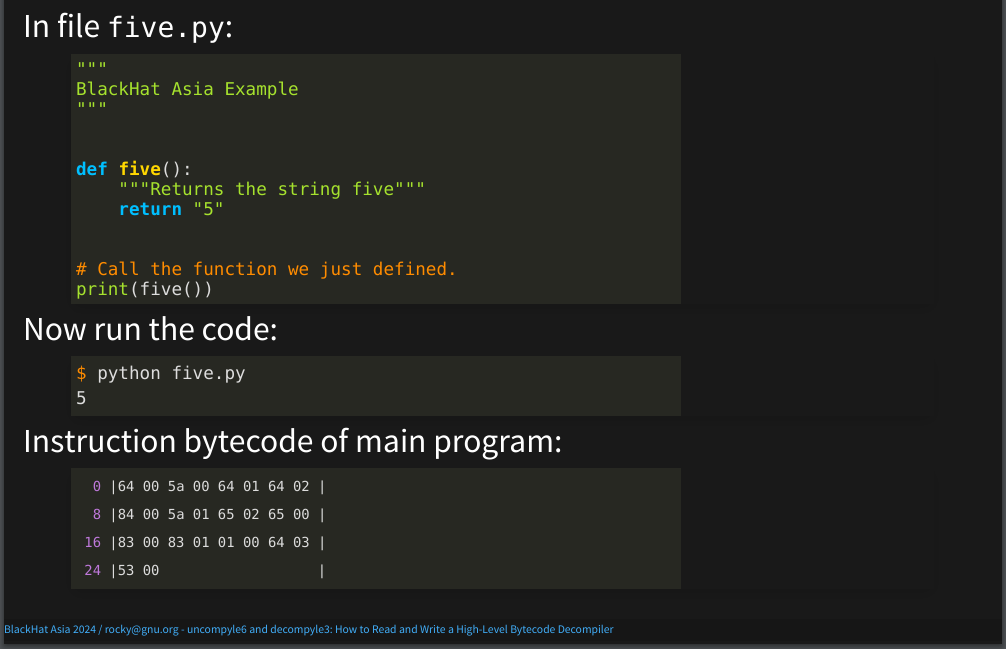 In file five.py:
"""
BlackHat Asia Example
"""
def five():
    """Returns the string five"""
    return "5"
# Call the function we just defined.
print(five())
Now run the code:
$ python five.py
5
Instruction bytecode of main program:
 0 |64 00 5a 00 64 01 64 02 |
 8 |84 00 5a 01 65 02 65 00 |
16 |83 00 83 01 01 00 64 03 |
24 |53 00                   |
BlackHat Asia 2024 / rocky@gnu.org - uncompyle6 and decompyle3: How to Read and Write a High-Level Bytecode Decompiler